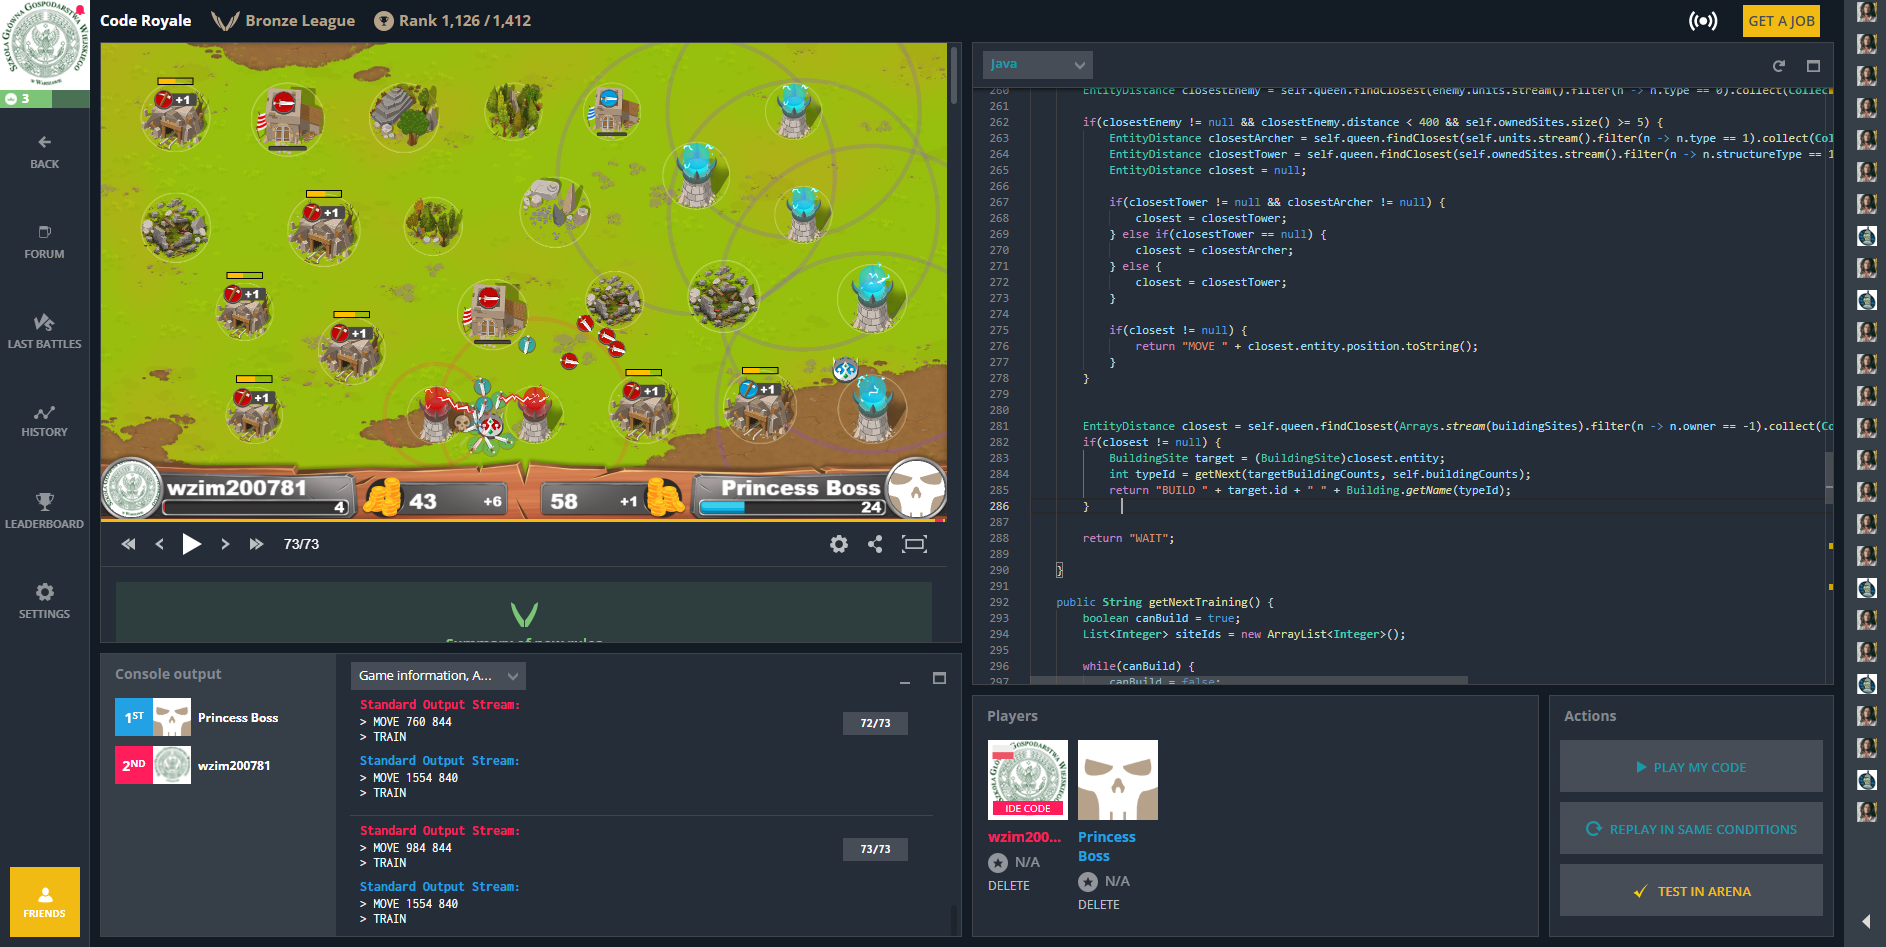 SZKOŁA GŁÓWNA GOSPODARSTWA WIEJSKIEGO
3
BACK
FORUM
LAST BATTLES
HISTORY
LEADERBOARD
SETTINGS
FRIENDS
Code Royale
Bronze League
Rank 1,126 / 1,412
GET A JOB
+1
+1
+1
+1
+1
+1
+1
wzim200781
4
43
+6
58
+1
Princess Boss
24
73/73
Console output
1ST
Princess Boss
2ND
wzim200781
Game information, A...
Standard Output Stream:
> MOVE 760 844
> TRAIN
72/73
Standard Output Stream:
> MOVE 1554 840
> TRAIN
Standard Output Stream:
> MOVE 984 844
> TRAIN
73/73
Standard Output Stream:
> MOVE 1554 840
> TRAIN
Java
260 EntityDistance closestEnemy = self.queen.findClosest(enemy.units.stream().filter(n -> n.type == 0).collect(Collec
261
262 if(closestEnemy != null && closestEnemy.distance < 400 && self.ownedSites.size() >= 5) {
263 EntityDistance closestArcher = self.queen.findClosest(self.units.stream().filter(n -> n.type == 1).collect(Col
264 EntityDistance closestTower = self.queen.findClosest(self.ownedSites.stream().filter(n -> n.structureType == 1
265 EntityDistance closest = null;
266
267 if(closestTower != null && closestArcher != null) {
268 closest = closestTower;
269 } else if(closestTower == null) {
270 closest = closestArcher;
271 } else {
272 closest = closestTower;
273 }
274
275 if(closest != null) {
276 return "MOVE " + closest.entity.position.toString();
277 }
278 }
279
280
281 EntityDistance closest = self.queen.findClosest(Arrays.stream(buildingSites).filter(n -> n.owner == -1).collect(Co
282 if(closest != null) {
283 BuildingSite target = (BuildingSite)closest.entity;
284 int typeId = getNext(targetBuildingCounts, self.buildingCounts);
285 return "BUILD " + target.id + " " + Building.getName(typeId);
286 }
287
288 return "WAIT";
289
290 }
291
292 public String getNextTraining() {
293 boolean canBuild = true;
294 List<Integer> siteIds = new ArrayList<Integer>();
295
296 while(canBuild) {
297 canBuild = false;
Players
IDE CODE
wzim200...
N/A
DELETE
Princess
Boss
N/A
DELETE
Actions
PLAY MY CODE
REPLAY IN SAME CONDITIONS
TEST IN ARENA